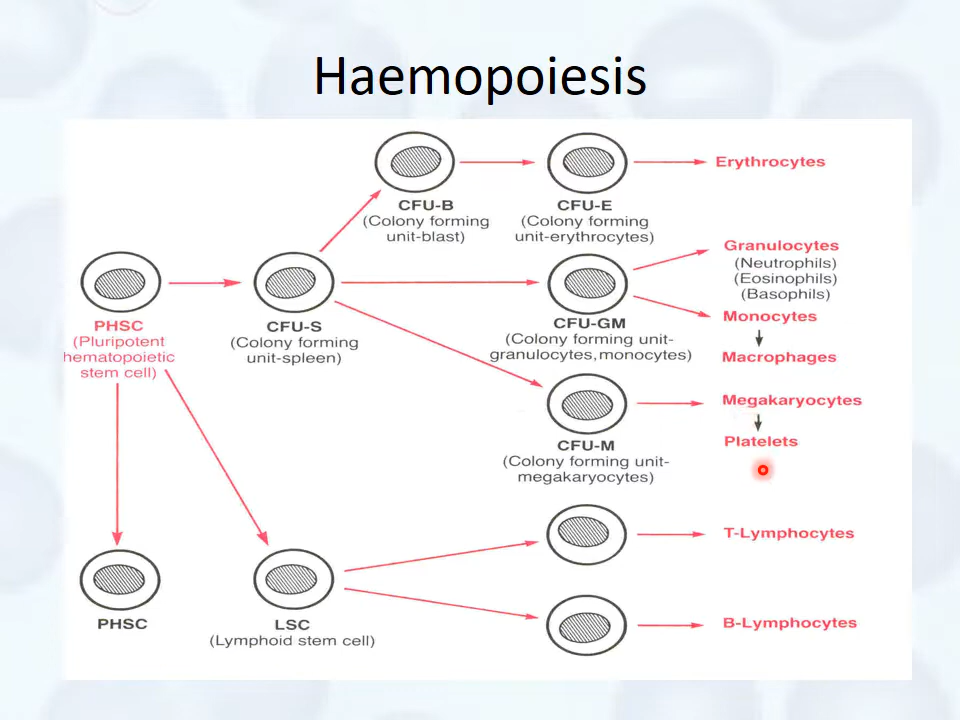 Haemopoiesis
CFU-B
(Colony forming
unit-blast)
CFU-E
(Colony forming
unit-erythrocytes)
Erythrocytes
PHSC
(Pluripotent
hematopoietic
stem cell)
CFU-S
(Colony forming
unit-spleen)
CFU-GM
(Colony forming unit-
granulocytes,monocytes)
Granulocytes
(Neutrophils)
(Eosinophils)
(Basophils)
Monocytes
Macrophages
CFU-M
(Colony forming unit-
megakaryocytes)
Megakaryocytes
Platelets
PHSC
LSC
(Lymphoid stem cell)
T-Lymphocytes
B-Lymphocytes